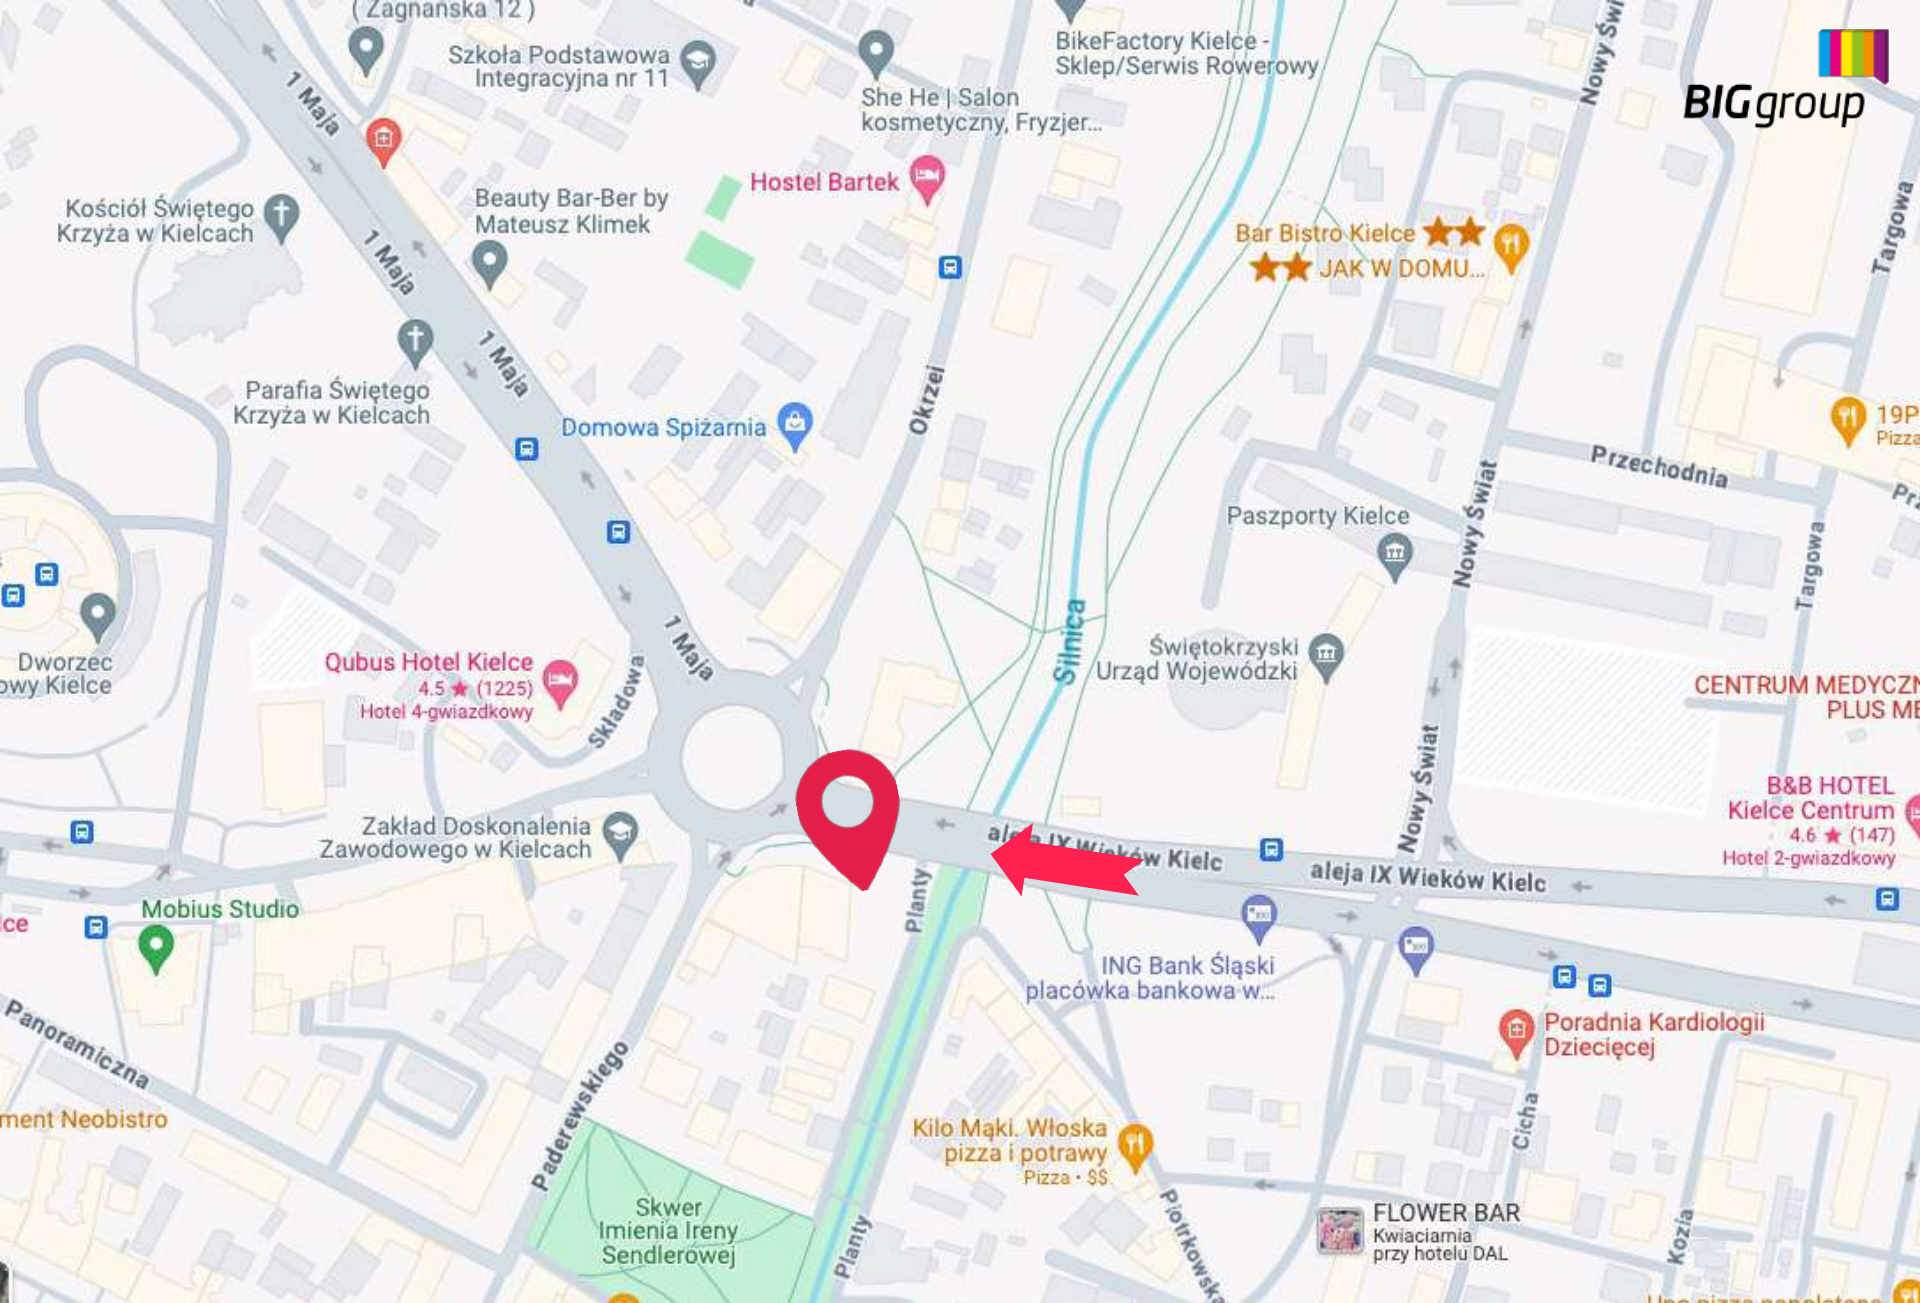 ( Zagnańska 12 )
Szkoła Podstawowa
Integracyjna nr 11
BikeFactory Kielce -
Sklep/Serwis Rowerowy
She He | Salon
kosmetyczny, Fryzjer...
BIGgroup
1 Maja
Nowy Świ
Hostel Bartek
Beauty Bar-Ber by
Mateusz Klimek
Kościół Świętego
Krzyża w Kielcach
Bar Bistro Kielce ★★
★★ JAK W DOMU...
Targowa
1 Maja
1 Maja
Parafia Świętego
Krzyża w Kielcach
Domowa Spiżarnia
Okrzei
19P
Pizza
Przechodnia
Paszporty Kielce
Nowy Świat
Targowa
Silnica
1 Maja
Świętokrzyski
Urząd Wojewódzki
Dworzec
owy Kielce
Qubus Hotel Kielce
4.5 ★ (1225)
Hotel 4-gwiazdkowy
Składowa
CENTRUM MEDYCZN
PLUS ME
Nowy Świat
B&B HOTEL
Kielce Centrum
4.6 ★ (147)
Hotel 2-gwiazdkowy
Zakład Doskonalenia
Zawodowego w Kielcach
aleja IX Wieków Kielc
aleja IX Wieków Kielc
Planty
Mobius Studio
lce
ING Bank Śląski
placówka bankowa w...
Panoramiczna
Poradnia Kardiologii
Dziecięcej
Paderewskiego
ment Neobistro
Kilo Mąki. Włoska
pizza i potrawy
Pizza • $$
Cicha
Skwer
Imienia Ireny
Sendlerowej
Planty
Piotrkowska
FLOWER BAR
Kwiaciarnia
przy hotelu DAL
Kozia